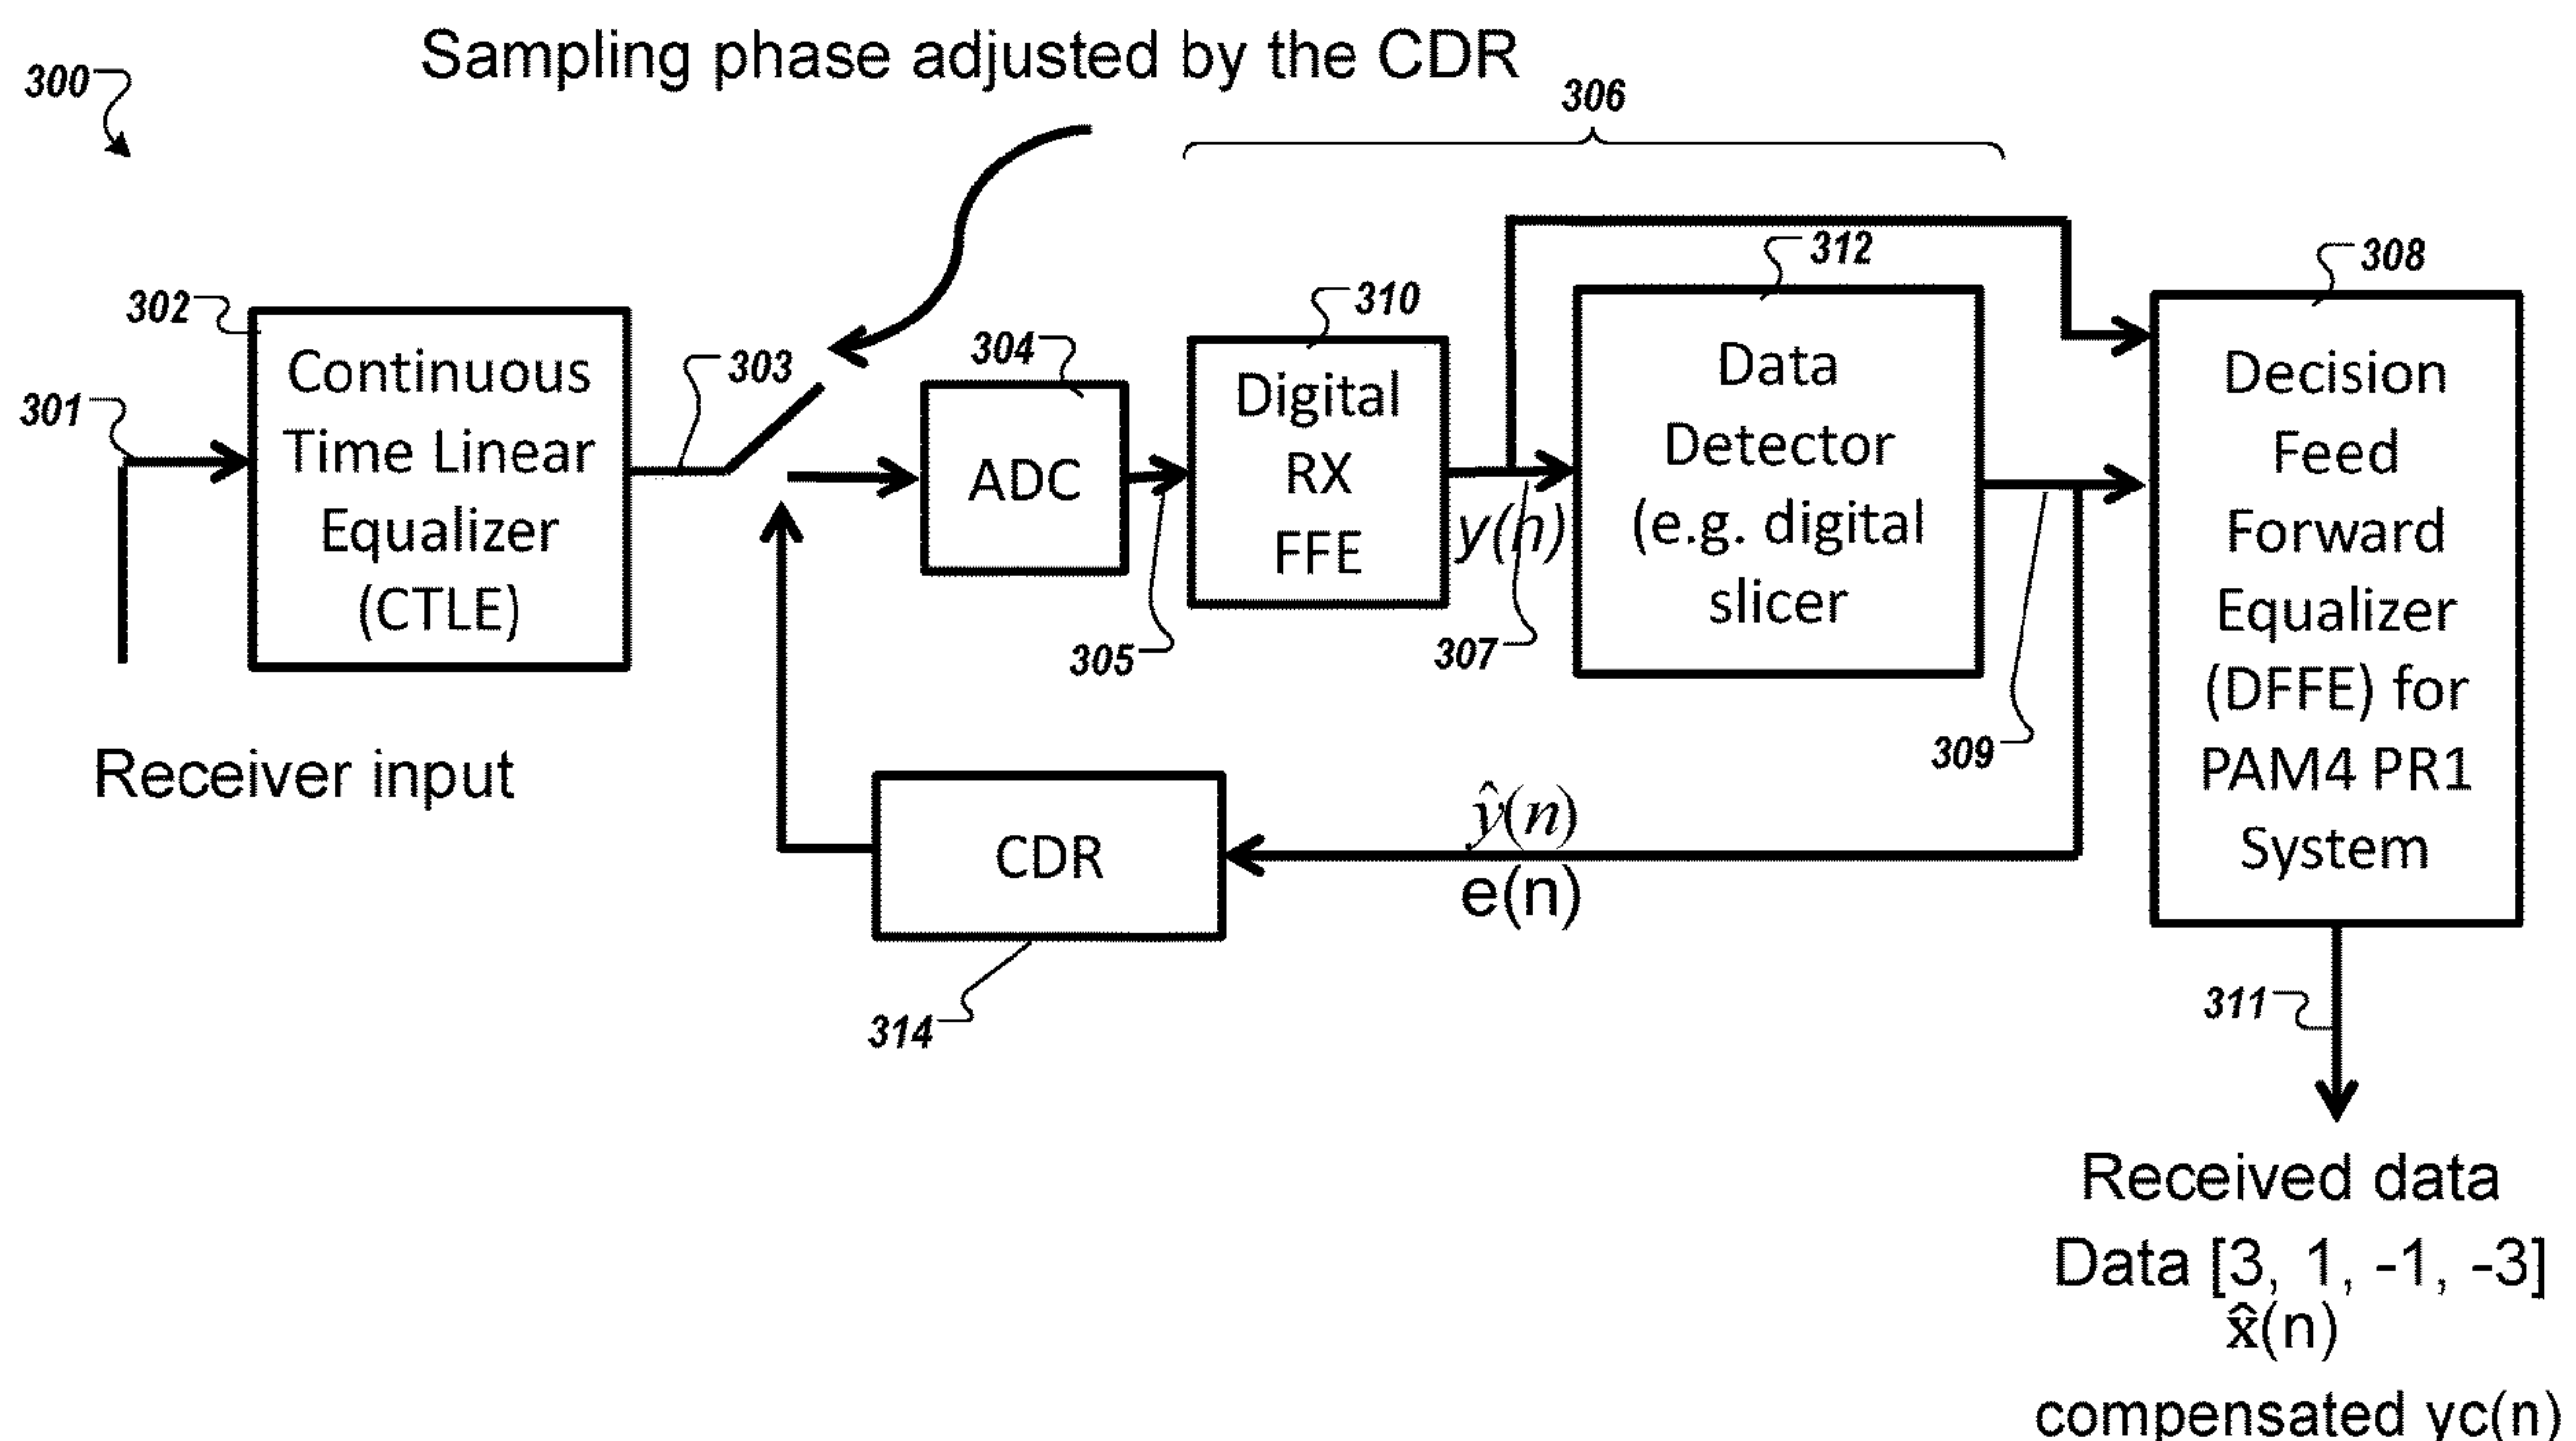 Sampling phase adjusted by the CDR
300
306
312
308
302
310
303
304
301
Continuous
Time Linear
Equalizer
(CTLE)
ADC
Digital
RX
FFE
y(n)
Data
Detector
(e.g. digital
slicer
Decision
Feed
Forward
Equalizer
(DFFE) for
PAM4 PR1
System
305
307
309
Receiver input
CDR
ŷ(n)
e(n)
314
311
Received data
Data [3, 1, -1, -3]
x̂(n)
compensated yc(n)